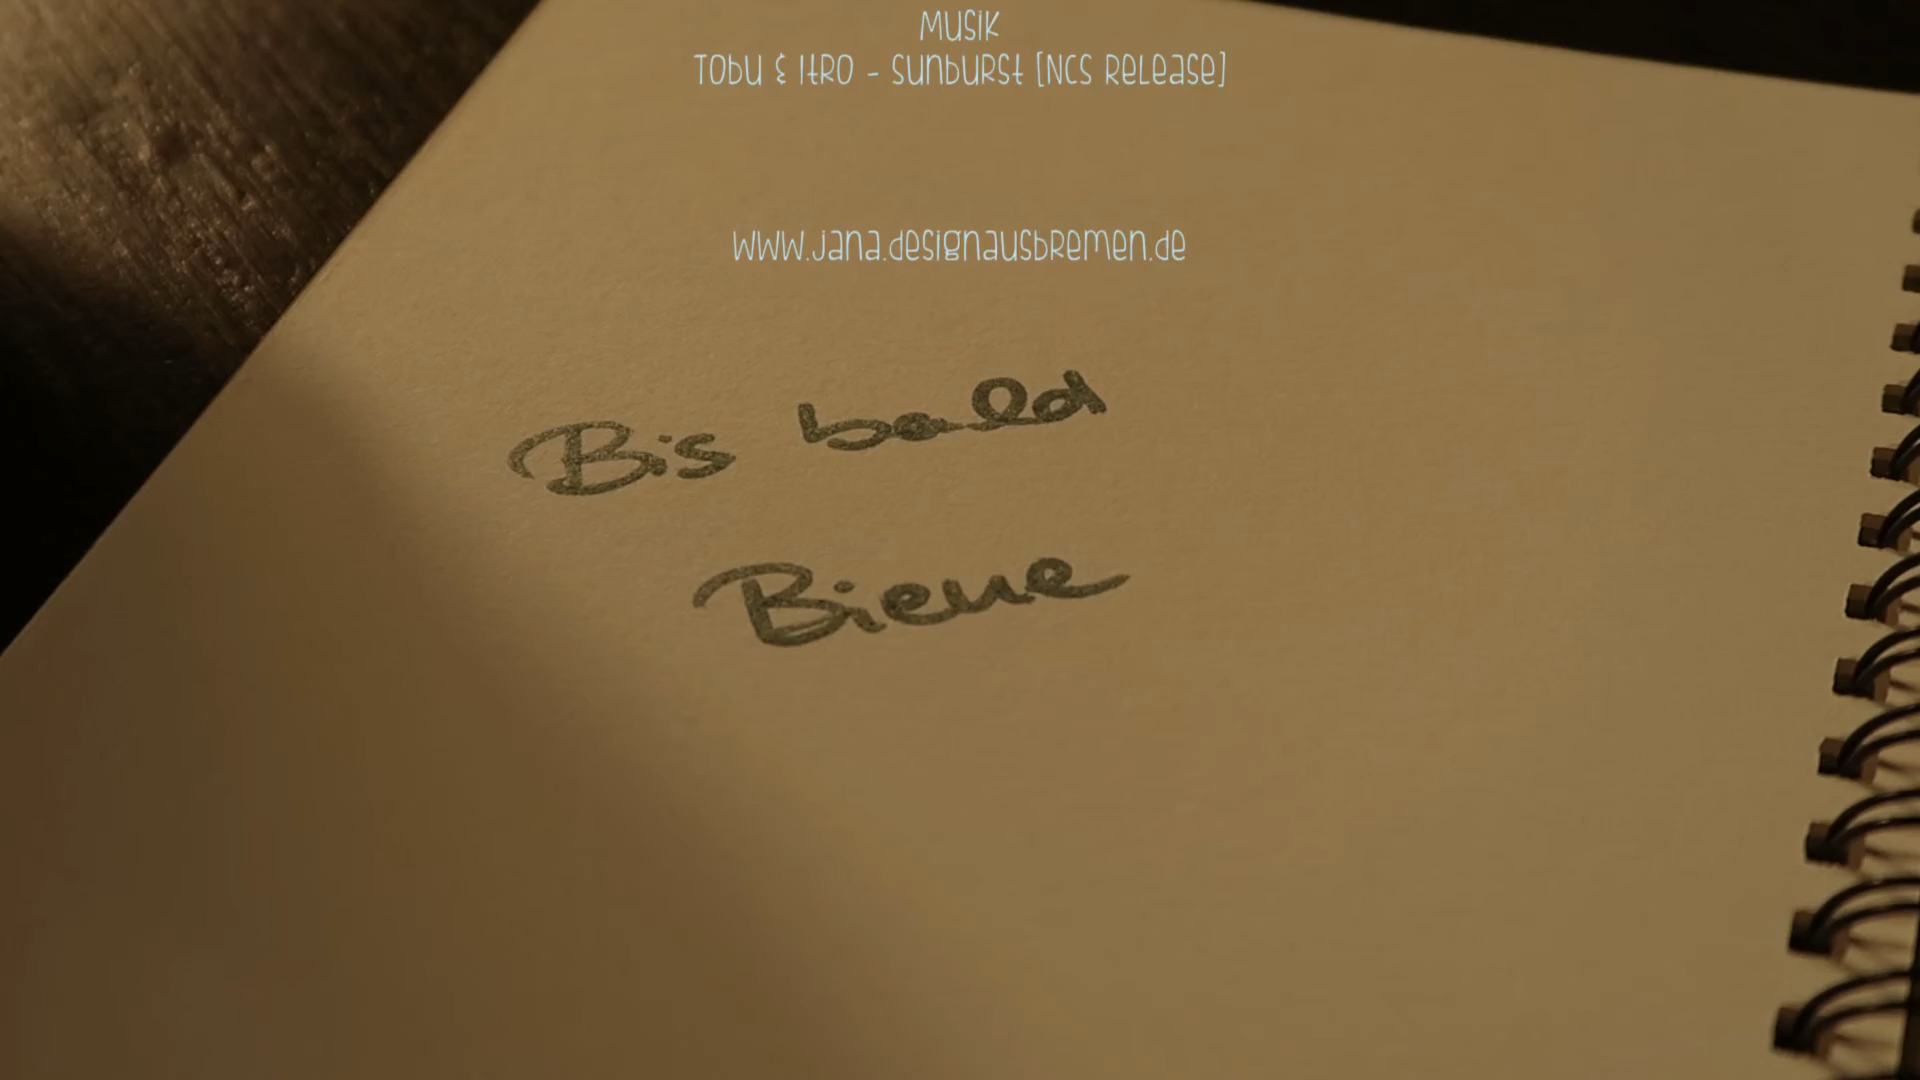 Musik
Tobu & Itro - Sunburst [NCS Release]
www.jana.designausbremen.de
Bis bald
Biene